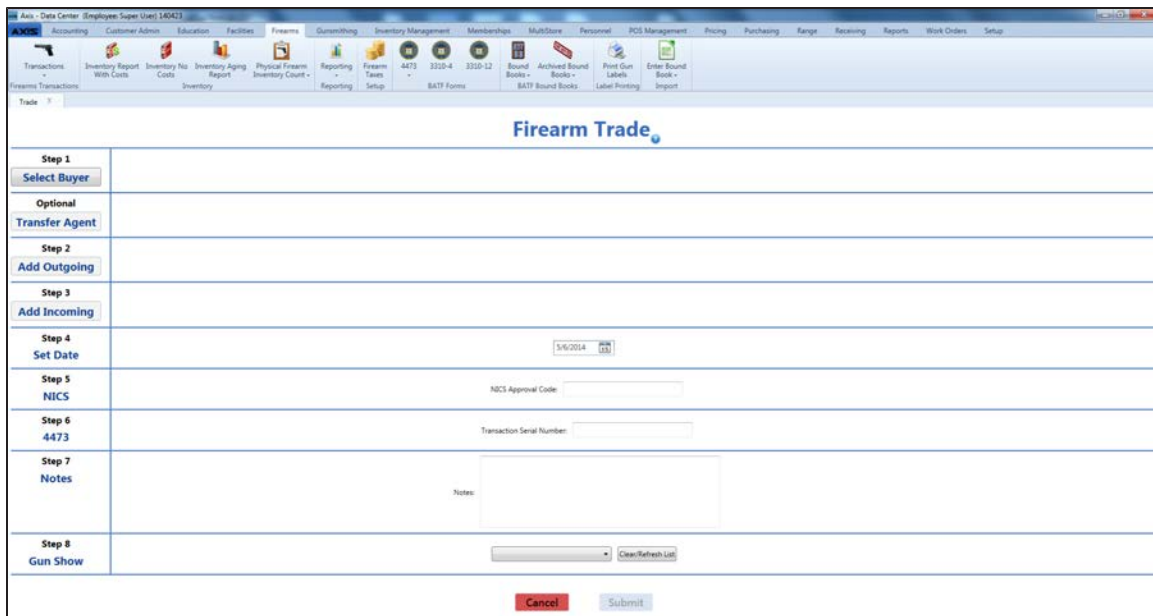 Axis - Data Center (Employee: Super User) 140423
AXIS Accounting Customer Admin Education Facilities Firearms Gunsmithing Inventory Management Memberships MultiStore Personnel POS Management Pricing Purchasing Range Receiving Reports Work Orders Setup
Transactions Inventory Report With Costs Inventory No Costs Inventory Aging Report Physical Firearm Inventory Count Reporting Firearm Taxes 4473 3310-4 3310-12 Bound Books Archived Bound Books Print Gun Labels Enter Bound Book
Firearms Transactions Inventory Reporting Setup BATF Forms BATF Bound Books Label Printing Import
Trade X
Firearm Trade
Step 1
Select Buyer
Optional
Transfer Agent
Step 2
Add Outgoing
Step 3
Add Incoming
Step 4
Set Date
5/6/2014 15
Step 5
NICS
NICS Approval Code:
Step 6
4473
Transaction Serial Number:
Step 7
Notes
Notes:
Step 8
Gun Show
Clear/Refresh List
Cancel Submit